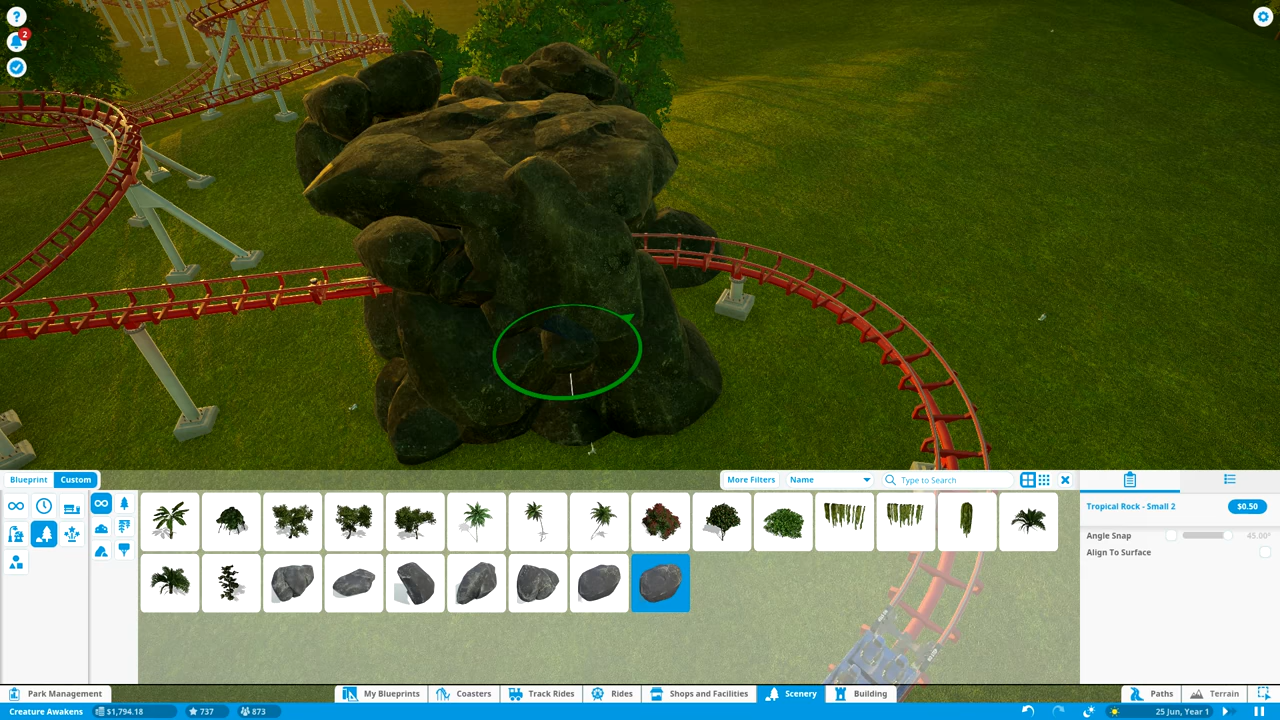 ?
2
Blueprint
Custom
More Filters
Name
Type to Search
Tropical Rock - Small 2
$0.50
Angle Snap
45.00°
Align To Surface
Park Management
My Blueprints
Coasters
Track Rides
Rides
Shops and Facilities
Scenery
Building
Paths
Terrain
Creature Awakens
$1,794.18
737
873
25 Jun, Year 1